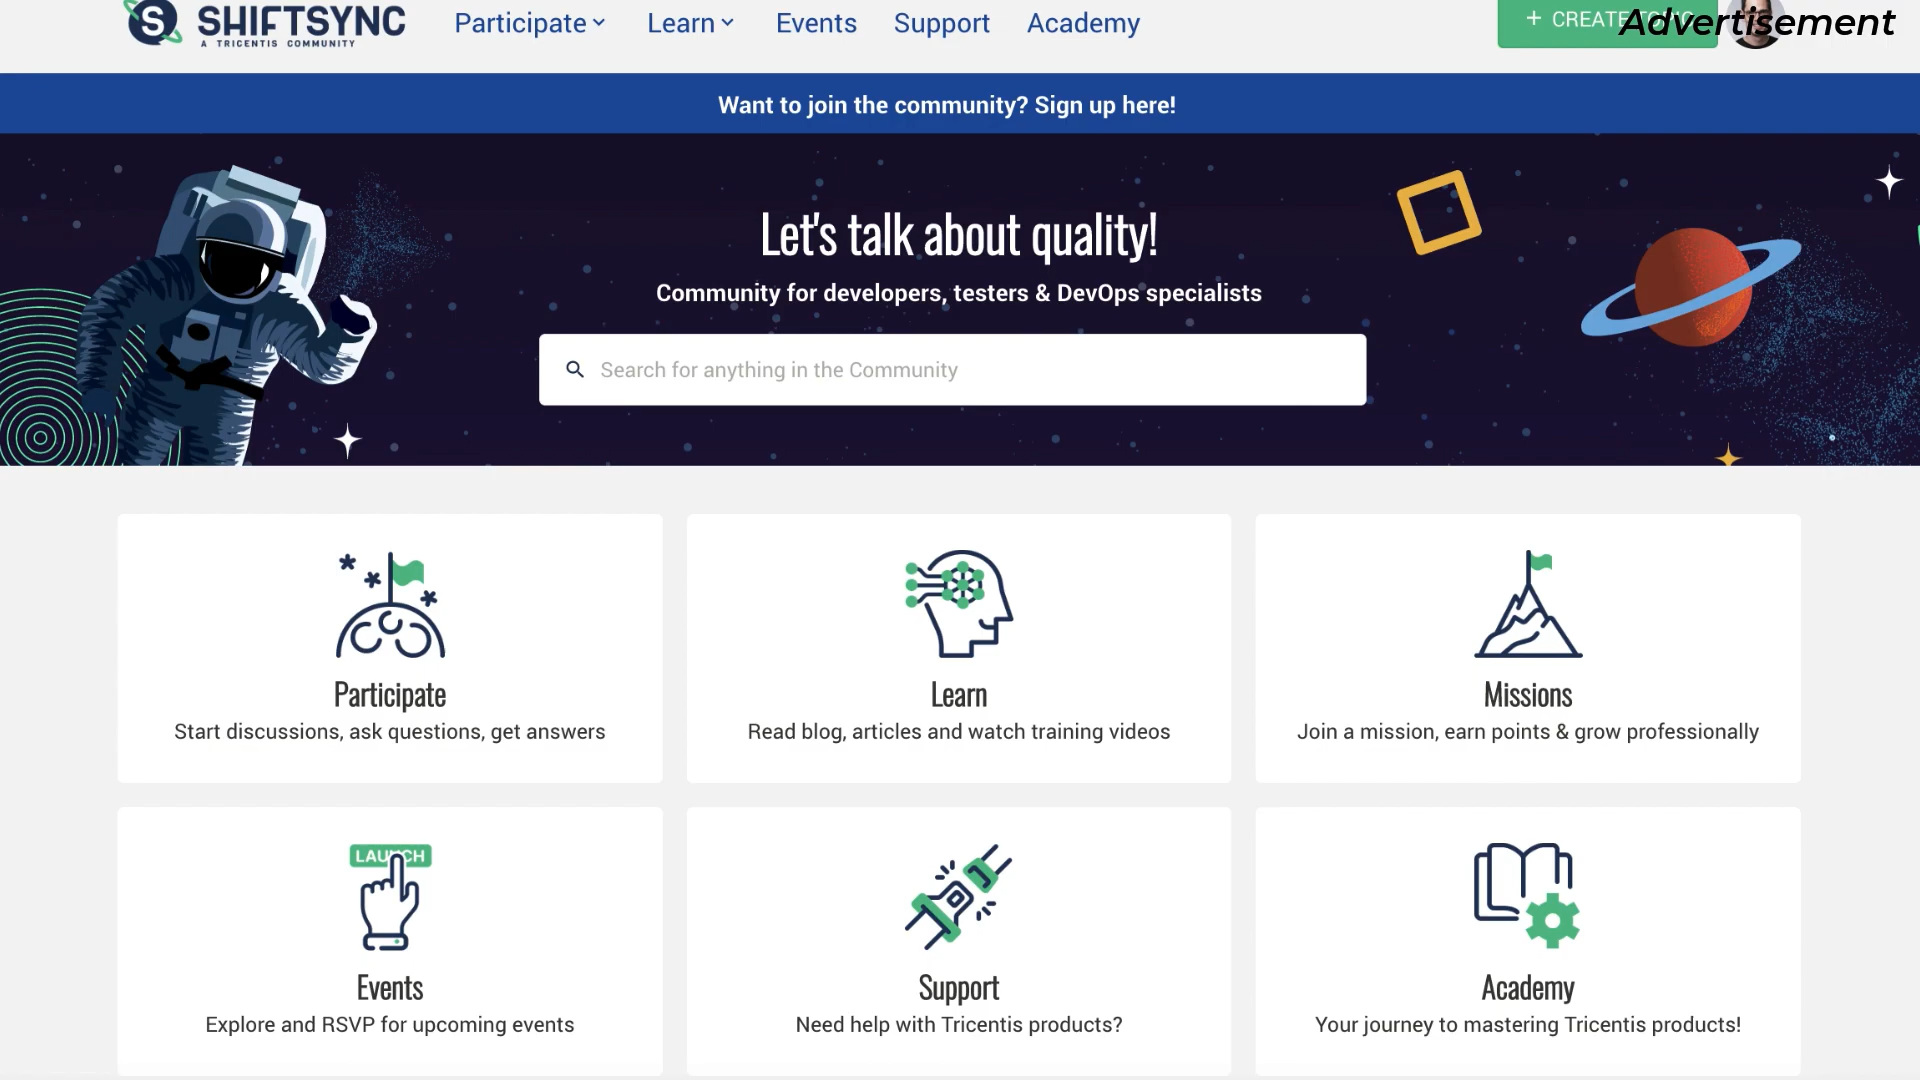 SHIFTSYNC
A TRICENTIS COMMUNITY
Participate
Learn
Events
Support
Academy
+ CREATE TOPIC
Advertisement
Want to join the community? Sign up here!
Let's talk about quality!
Community for developers, testers & DevOps specialists
Search for anything in the Community
Participate
Start discussions, ask questions, get answers
Learn
Read blog, articles and watch training videos
Missions
Join a mission, earn points & grow professionally
LAUNCH
Events
Explore and RSVP for upcoming events
Support
Need help with Tricentis products?
Academy
Your journey to mastering Tricentis products!